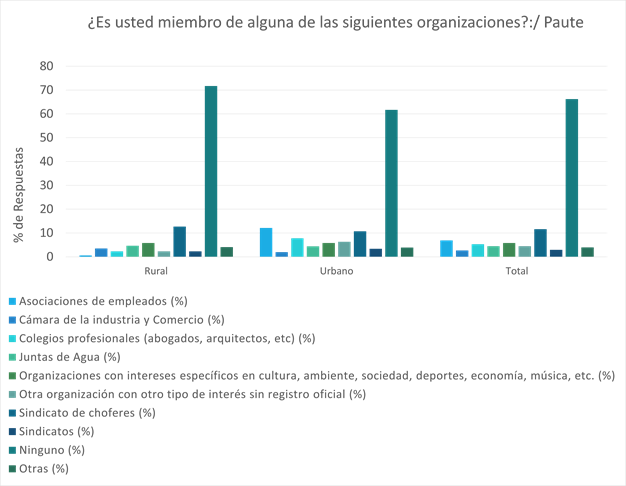 ¿Es usted miembro de alguna de las siguientes organizaciones?:/ Paute
80
70
60
50
40
30
20
10
0
% de Respuestas
Rural
Urbano
Total
Asociaciones de empleados (%)
Cámara de la industria y Comercio (%)
Colegios profesionales (abogados, arquitectos, etc) (%)
Juntas de Agua (%)
Organizaciones con intereses específicos en cultura, ambiente, sociedad, deportes, economía, música, etc. (%)
Otra organización con otro tipo de interés sin registro oficial (%)
Sindicato de choferes (%)
Sindicatos (%)
Ninguno (%)
Otras (%)